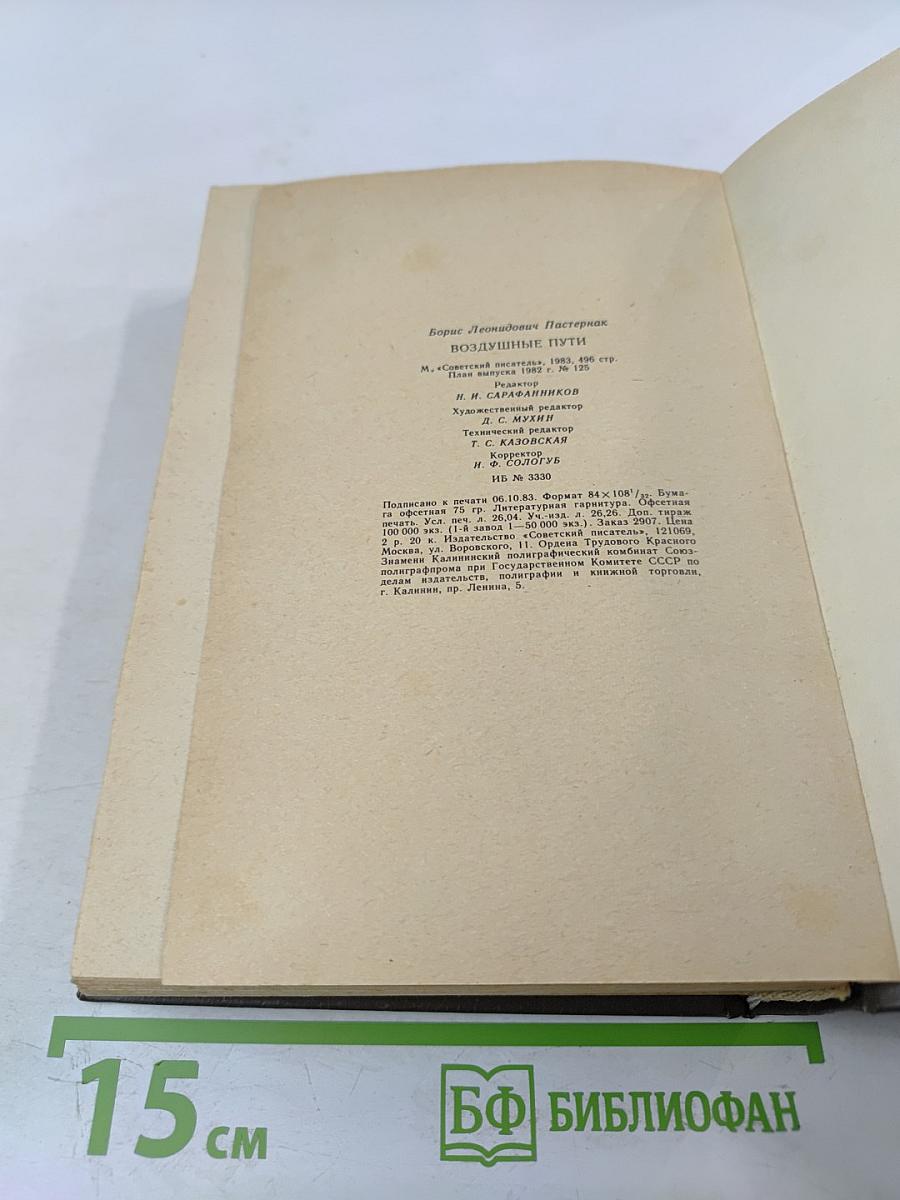 Борис Леонидович Пастернак
ВОЗДУШНЫЕ ПУТИ
М., «Советский писатель», 1983, 496 стр.
План выпуска 1982 г. № 125
Редактор
Н. И. САРАФАННИКОВ
Художественный редактор
Д. С. МУХИН
Технический редактор
Т. С. КАЗОВСКАЯ
Корректор
И. Ф. СОЛОГУБ
ИБ № 3330
Подписано к печати 06.10.83. Формат 84×108¹/₃₂. Бума-
га офсетная 75 гр. Литературная гарнитура. Офсетная
печать. Усл. печ. л. 26,04. Уч.-изд. л. 26,26. Доп. тираж
100 000 экз. (1-й завод 1—50 000 экз.). Заказ 2907. Цена
2 р. 20 к. Издательство «Советский писатель», 121069,
Москва, ул. Воровского, 11. Ордена Трудового Красного
Знамени Калининский полиграфический комбинат Союз-
полиграфпрома при Государственном Комитете СССР по
делам издательств, полиграфии и книжной торговли,
г. Калинин, пр. Ленина, 5.
15 см
БФ БИБЛИОФАН